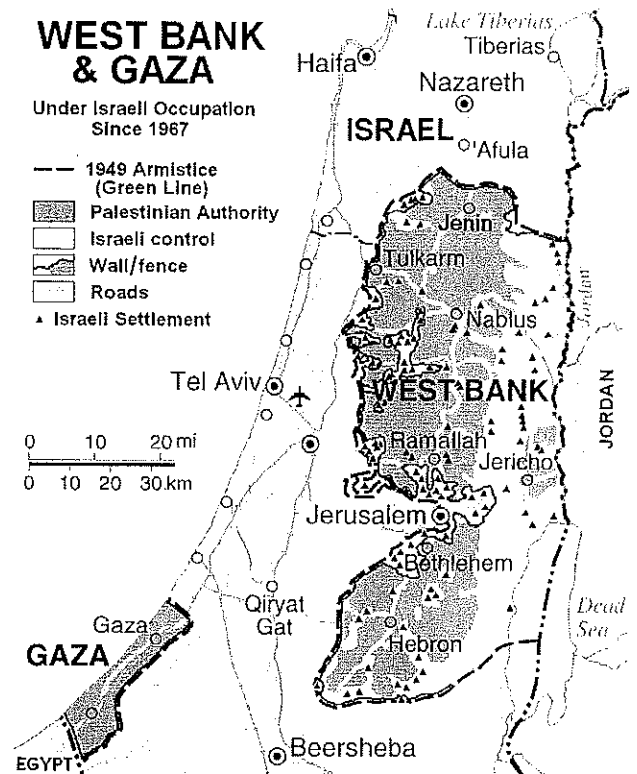 WEST BANK
& GAZA
Under Israeli Occupation
Since 1967
1949 Armistice
(Green Line)
Palestinian Authority
Israeli control
Wall/fence
Roads
Israeli Settlement
Lake Tiberias
Tiberias
Haifa
Nazareth
ISRAEL
'Afula
Jenin
Tulkarm
Nablus
Jordan
Tel Aviv
WEST BANK
JORDAN
0 10 20 mi
0 10 20 30 km
Ramallah
Jericho
Jerusalem
Bethlehem
Qiryat
Gat
Dead
Sea
Gaza
GAZA
Hebron
Beersheba
EGYPT